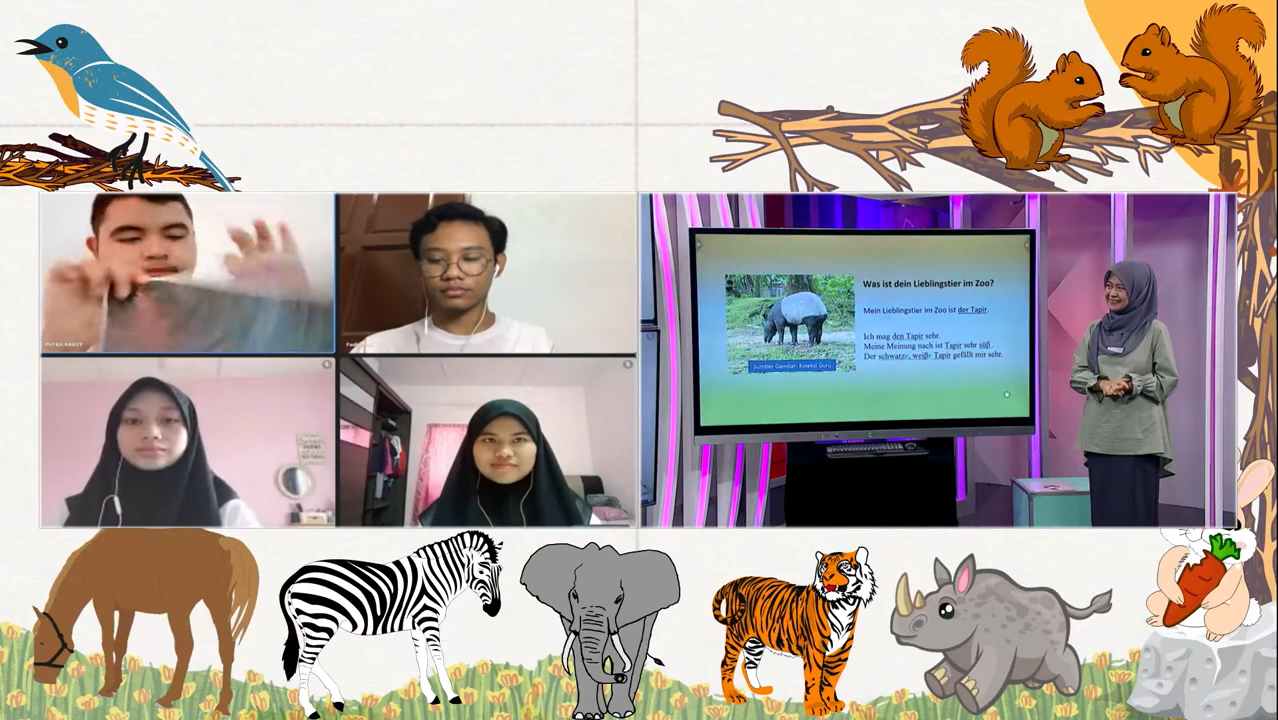 Was ist dein Lieblingstier im Zoo?
Mein Lieblingstier im Zoo ist der Tapir.
Ich mag den Tapir sehr.
Meine Meinung nach ist Tapir sehr süß .
Der schwarze, weiße Tapir gefällt mir sehr.
Sumber Gambar: Koleksi Guru